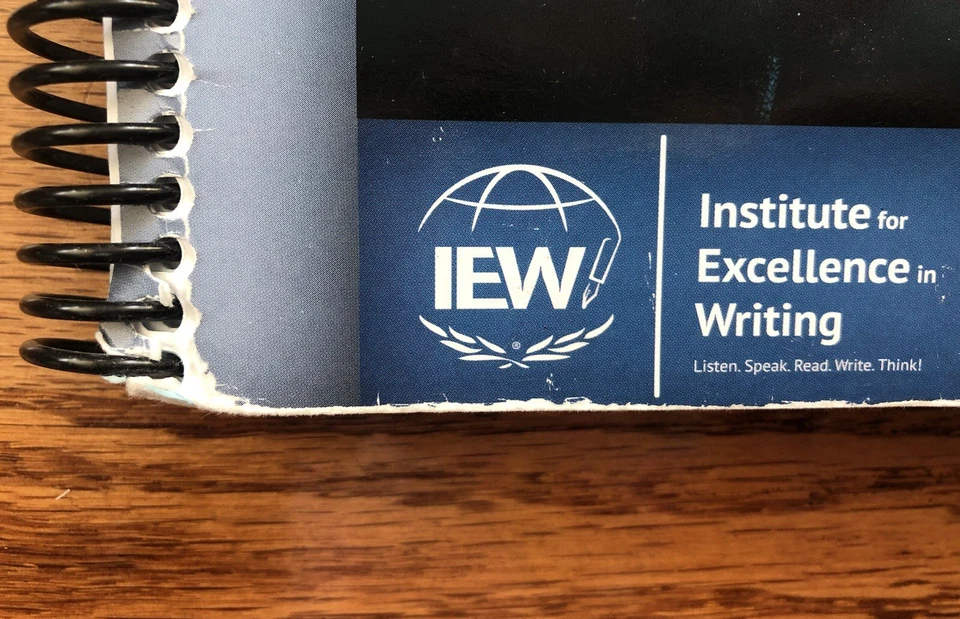 IEW
®
Institute for
Excellence in
Writing
Listen. Speak. Read. Write. Think!